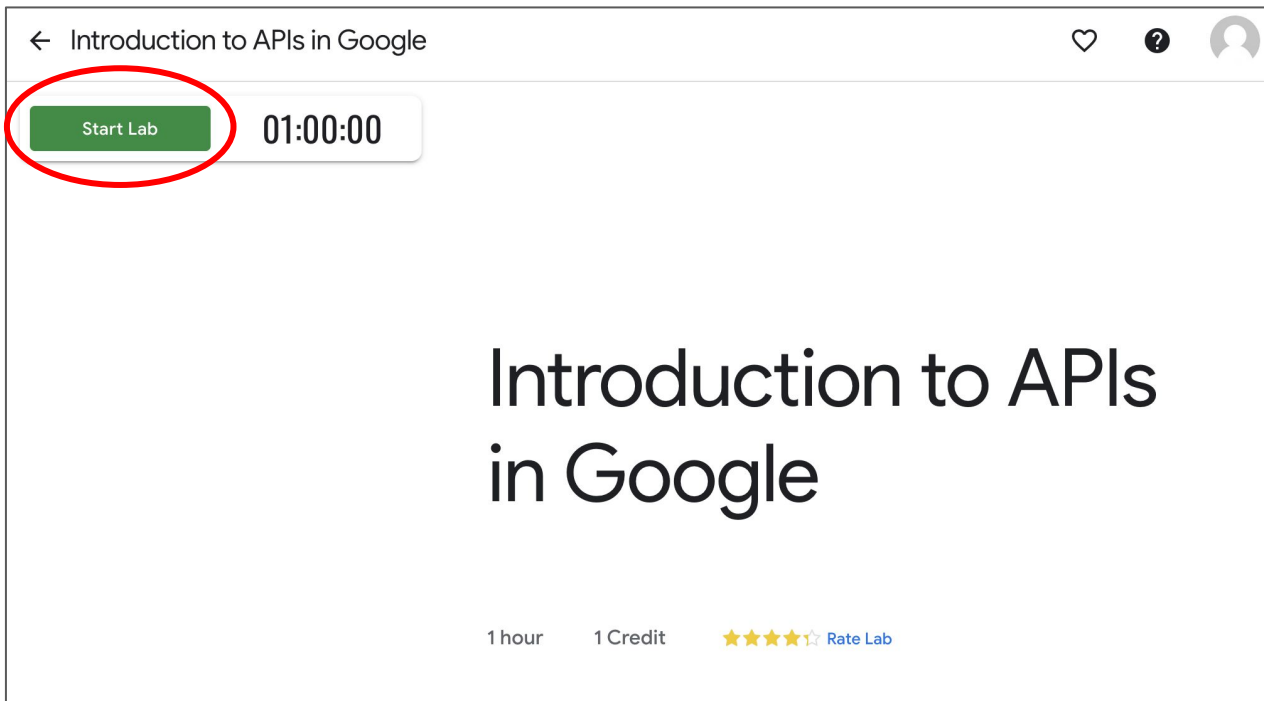 Introduction to APIs in Google
Start Lab
01:00:00
Introduction to APIs
in Google
1 hour
1 Credit
Rate Lab